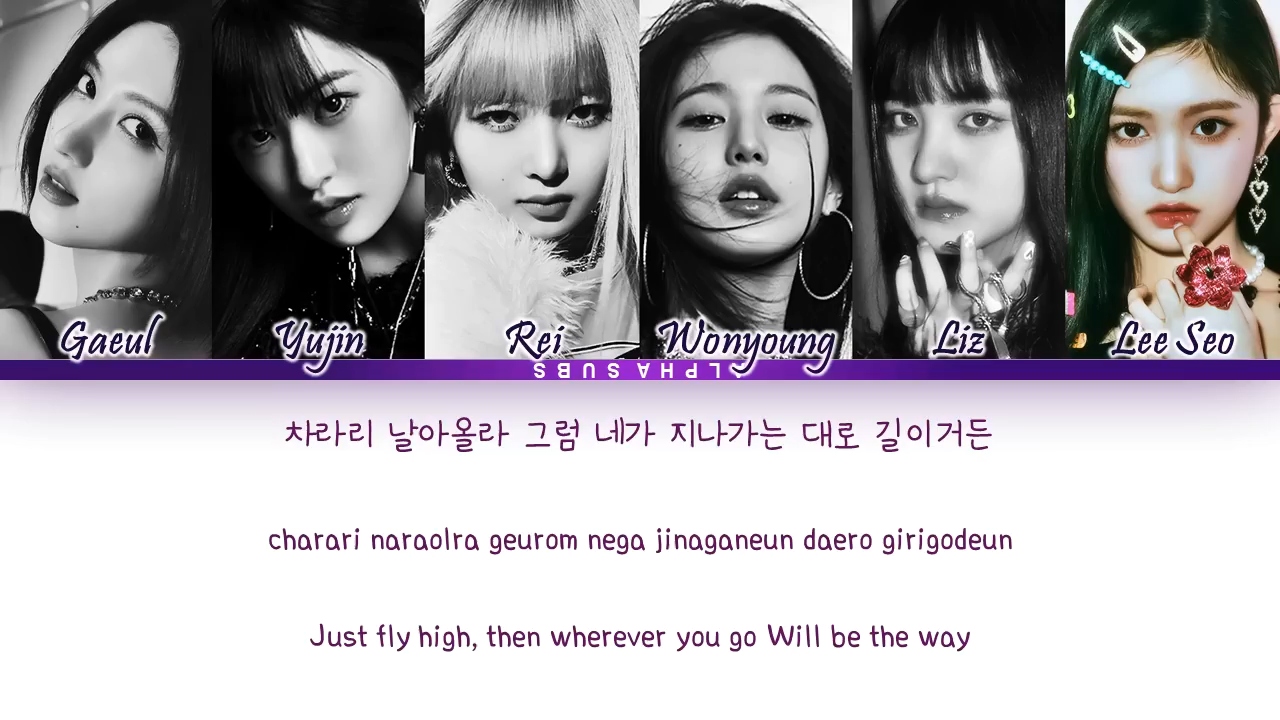 Gaeul Yujin Rei Wonyoung Liz Lee Seo
ALPHA SUBS
차라리 날아올라 그럼 네가 지나가는 대로 길이거든
charari naraolra geurom nega jinaganeun daero girigodeun
Just fly high, then wherever you go Will be the way